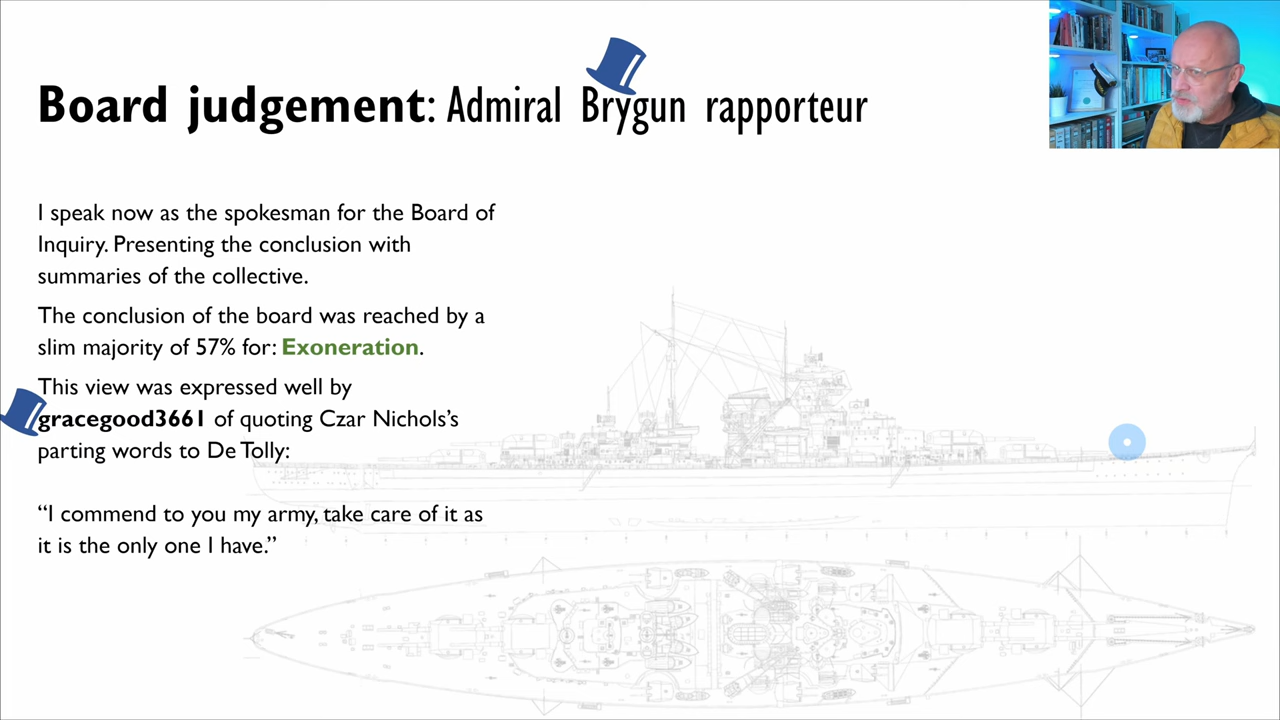 Board judgement: Admiral Brygun rapporteur
I speak now as the spokesman for the Board of
Inquiry. Presenting the conclusion with
summaries of the collective.
The conclusion of the board was reached by a
slim majority of 57% for: Exoneration.
This view was expressed well by
gracegood3661 of quoting Czar Nichols’s
parting words to De Tolly:
“I commend to you my army, take care of it as
it is the only one I have.”